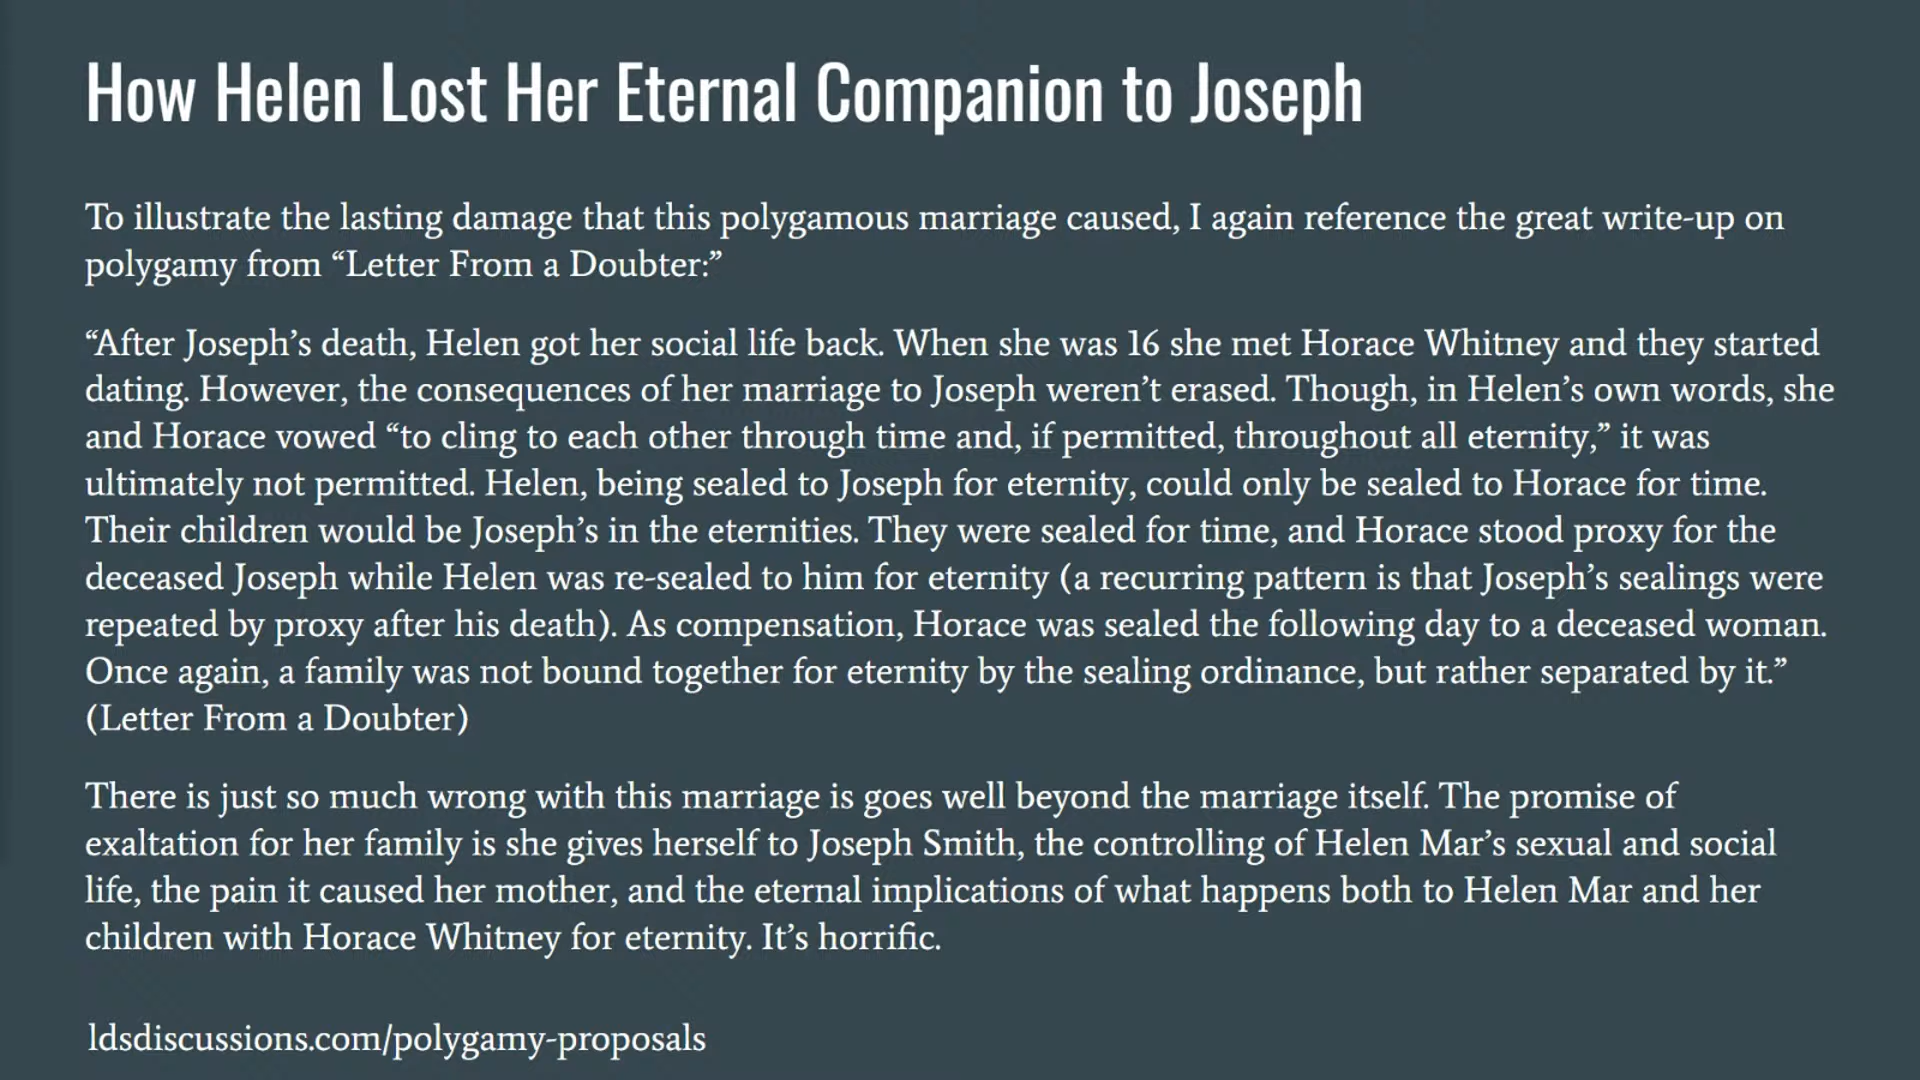 How Helen Lost Her Eternal Companion to Joseph
To illustrate the lasting damage that this polygamous marriage caused, I again reference the great write-up on
polygamy from “Letter From a Doubter:”
“After Joseph’s death, Helen got her social life back. When she was 16 she met Horace Whitney and they started
dating. However, the consequences of her marriage to Joseph weren’t erased. Though, in Helen’s own words, she
and Horace vowed “to cling to each other through time and, if permitted, throughout all eternity,” it was
ultimately not permitted. Helen, being sealed to Joseph for eternity, could only be sealed to Horace for time.
Their children would be Joseph’s in the eternities. They were sealed for time, and Horace stood proxy for the
deceased Joseph while Helen was re-sealed to him for eternity (a recurring pattern is that Joseph’s sealings were
repeated by proxy after his death). As compensation, Horace was sealed the following day to a deceased woman.
Once again, a family was not bound together for eternity by the sealing ordinance, but rather separated by it.”
(Letter From a Doubter)
There is just so much wrong with this marriage is goes well beyond the marriage itself. The promise of
exaltation for her family is she gives herself to Joseph Smith, the controlling of Helen Mar’s sexual and social
life, the pain it caused her mother, and the eternal implications of what happens both to Helen Mar and her
children with Horace Whitney for eternity. It’s horrific.
ldsdiscussions.com/polygamy-proposals